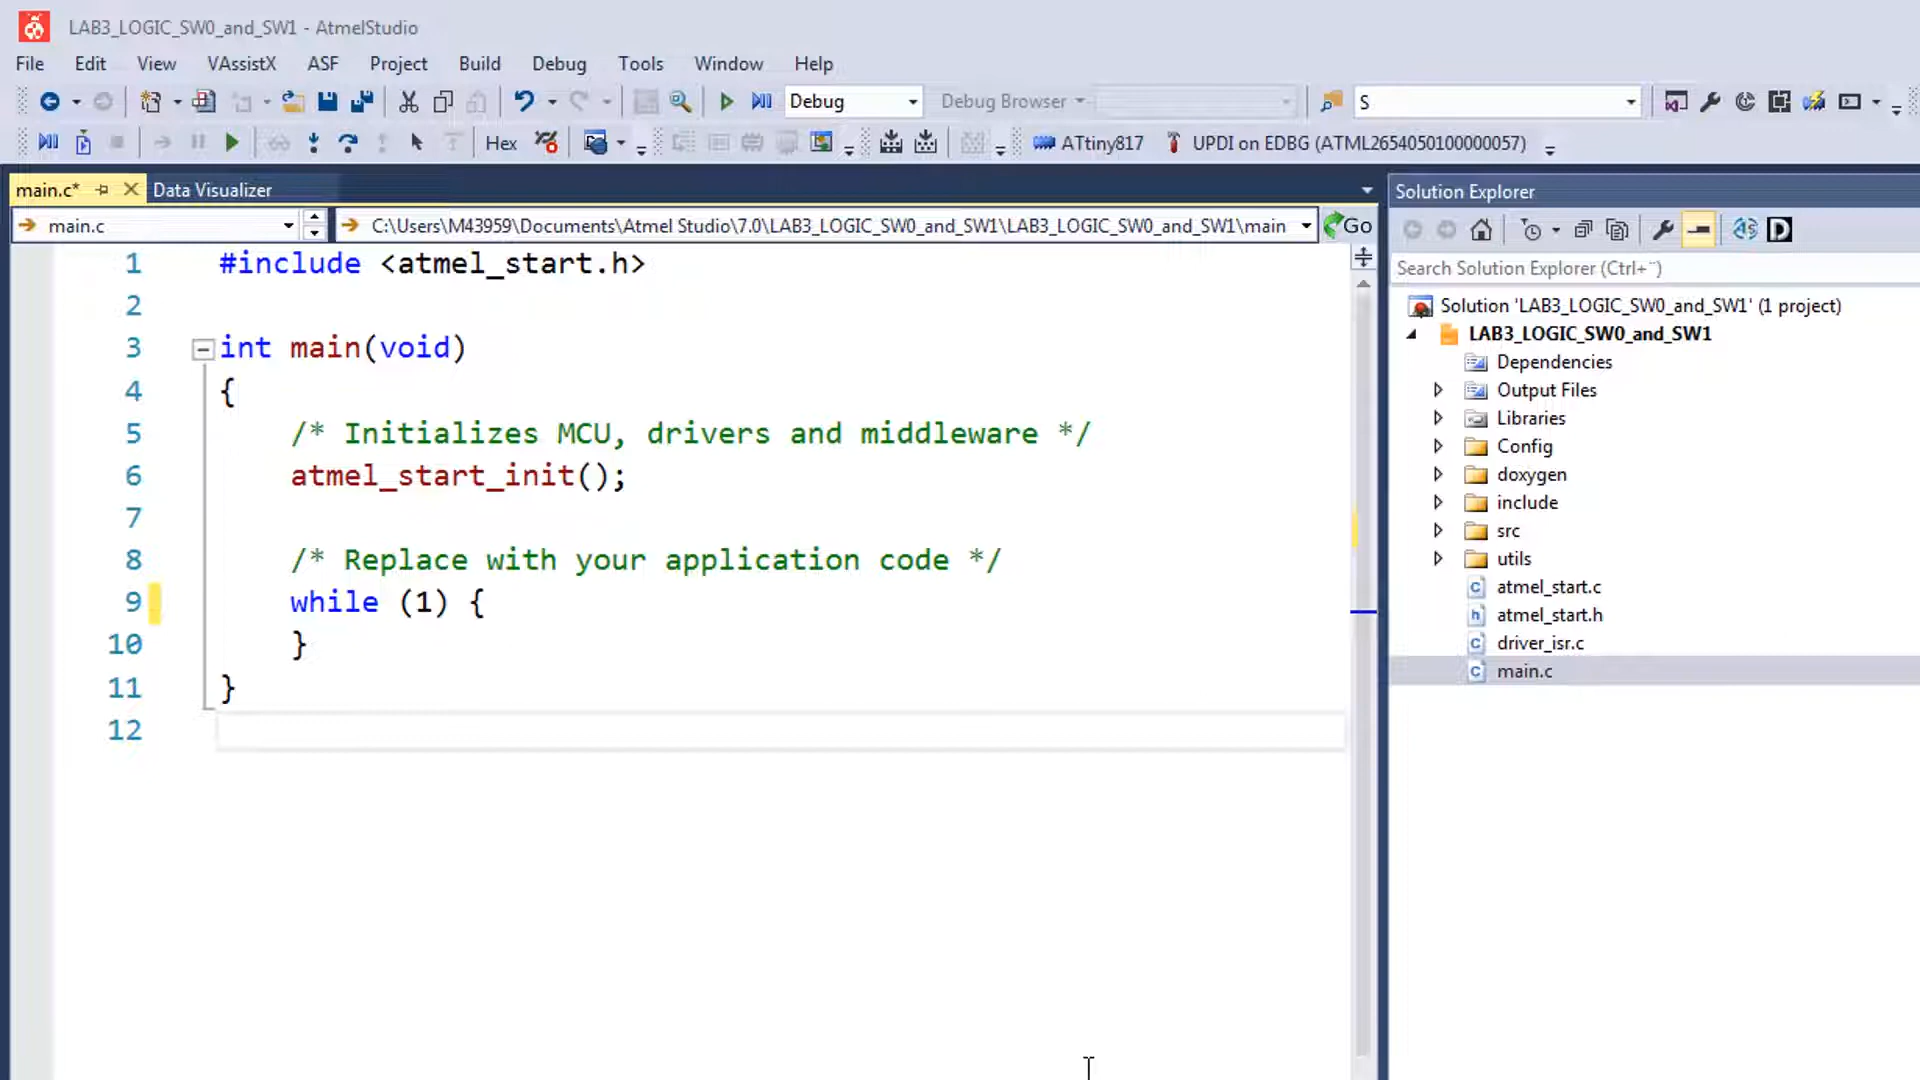 LAB3_LOGIC_SW0_and_SW1 - AtmelStudio
File Edit View VAssistX ASF Project Build Debug Tools Window Help
Debug Debug Browser S
Hex ATtiny817 UPDI on EDBG (ATML2654050100000057)
main.c* Data Visualizer
main.c C:\Users\M43959\Documents\Atmel Studio\7.0\LAB3_LOGIC_SW0_and_SW1\LAB3_LOGIC_SW0_and_SW1\main Go
1 #include <atmel_start.h>
2
3 int main(void)
4 {
5 /* Initializes MCU, drivers and middleware */
6 atmel_start_init();
7
8 /* Replace with your application code */
9 while (1) {
10 }
11 }
12
Solution Explorer
Search Solution Explorer (Ctrl+¨)
Solution 'LAB3_LOGIC_SW0_and_SW1' (1 project)
LAB3_LOGIC_SW0_and_SW1
Dependencies
Output Files
Libraries
Config
doxygen
include
src
utils
atmel_start.c
atmel_start.h
driver_isr.c
main.c